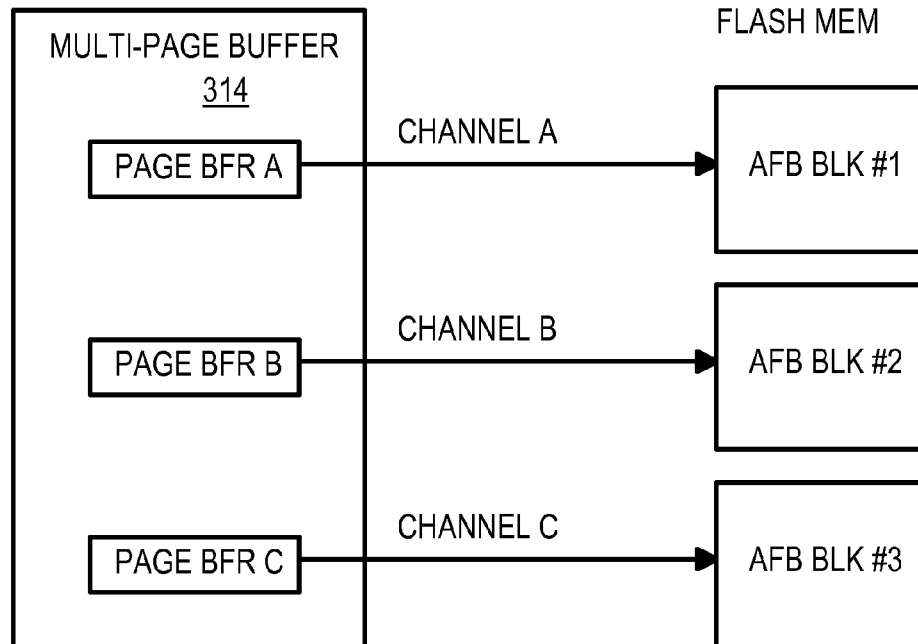 MULTI-PAGE BUFFER
314
FLASH MEM
PAGE BFR A
CHANNEL A
AFB BLK #1
PAGE BFR B
CHANNEL B
AFB BLK #2
PAGE BFR C
CHANNEL C
AFB BLK #3